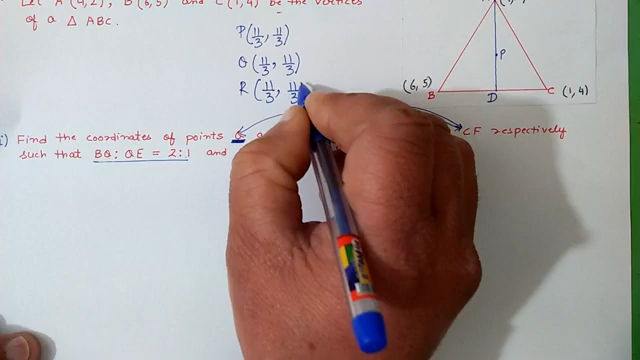 Let A (4,2), B (6,5) and C (1,4) be the vertices
of a Δ ABC.
P(11/3, 11/3)
Q(11/3, 11/3)
R(11/3, 11/3
P
(6,5) B D C (1,4)
i) Find the coordinates of points Q CF respectively
such that BQ : QE = 2:1 and